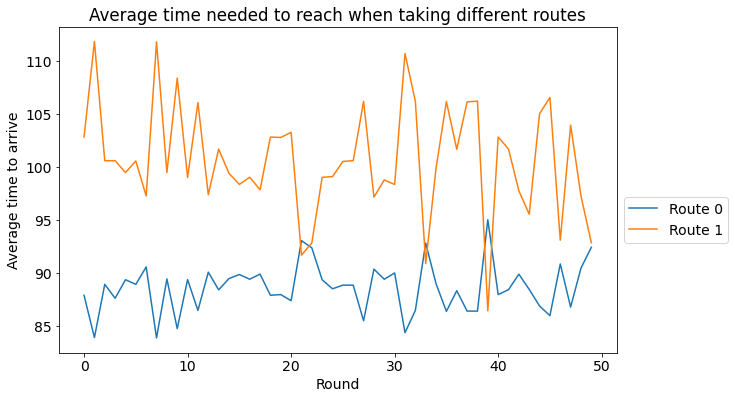 Average time needed to reach when taking different routes
Average time to arrive
110
105
100
95
90
85
0
10
20
30
40
50
Round
Route 0
Route 1